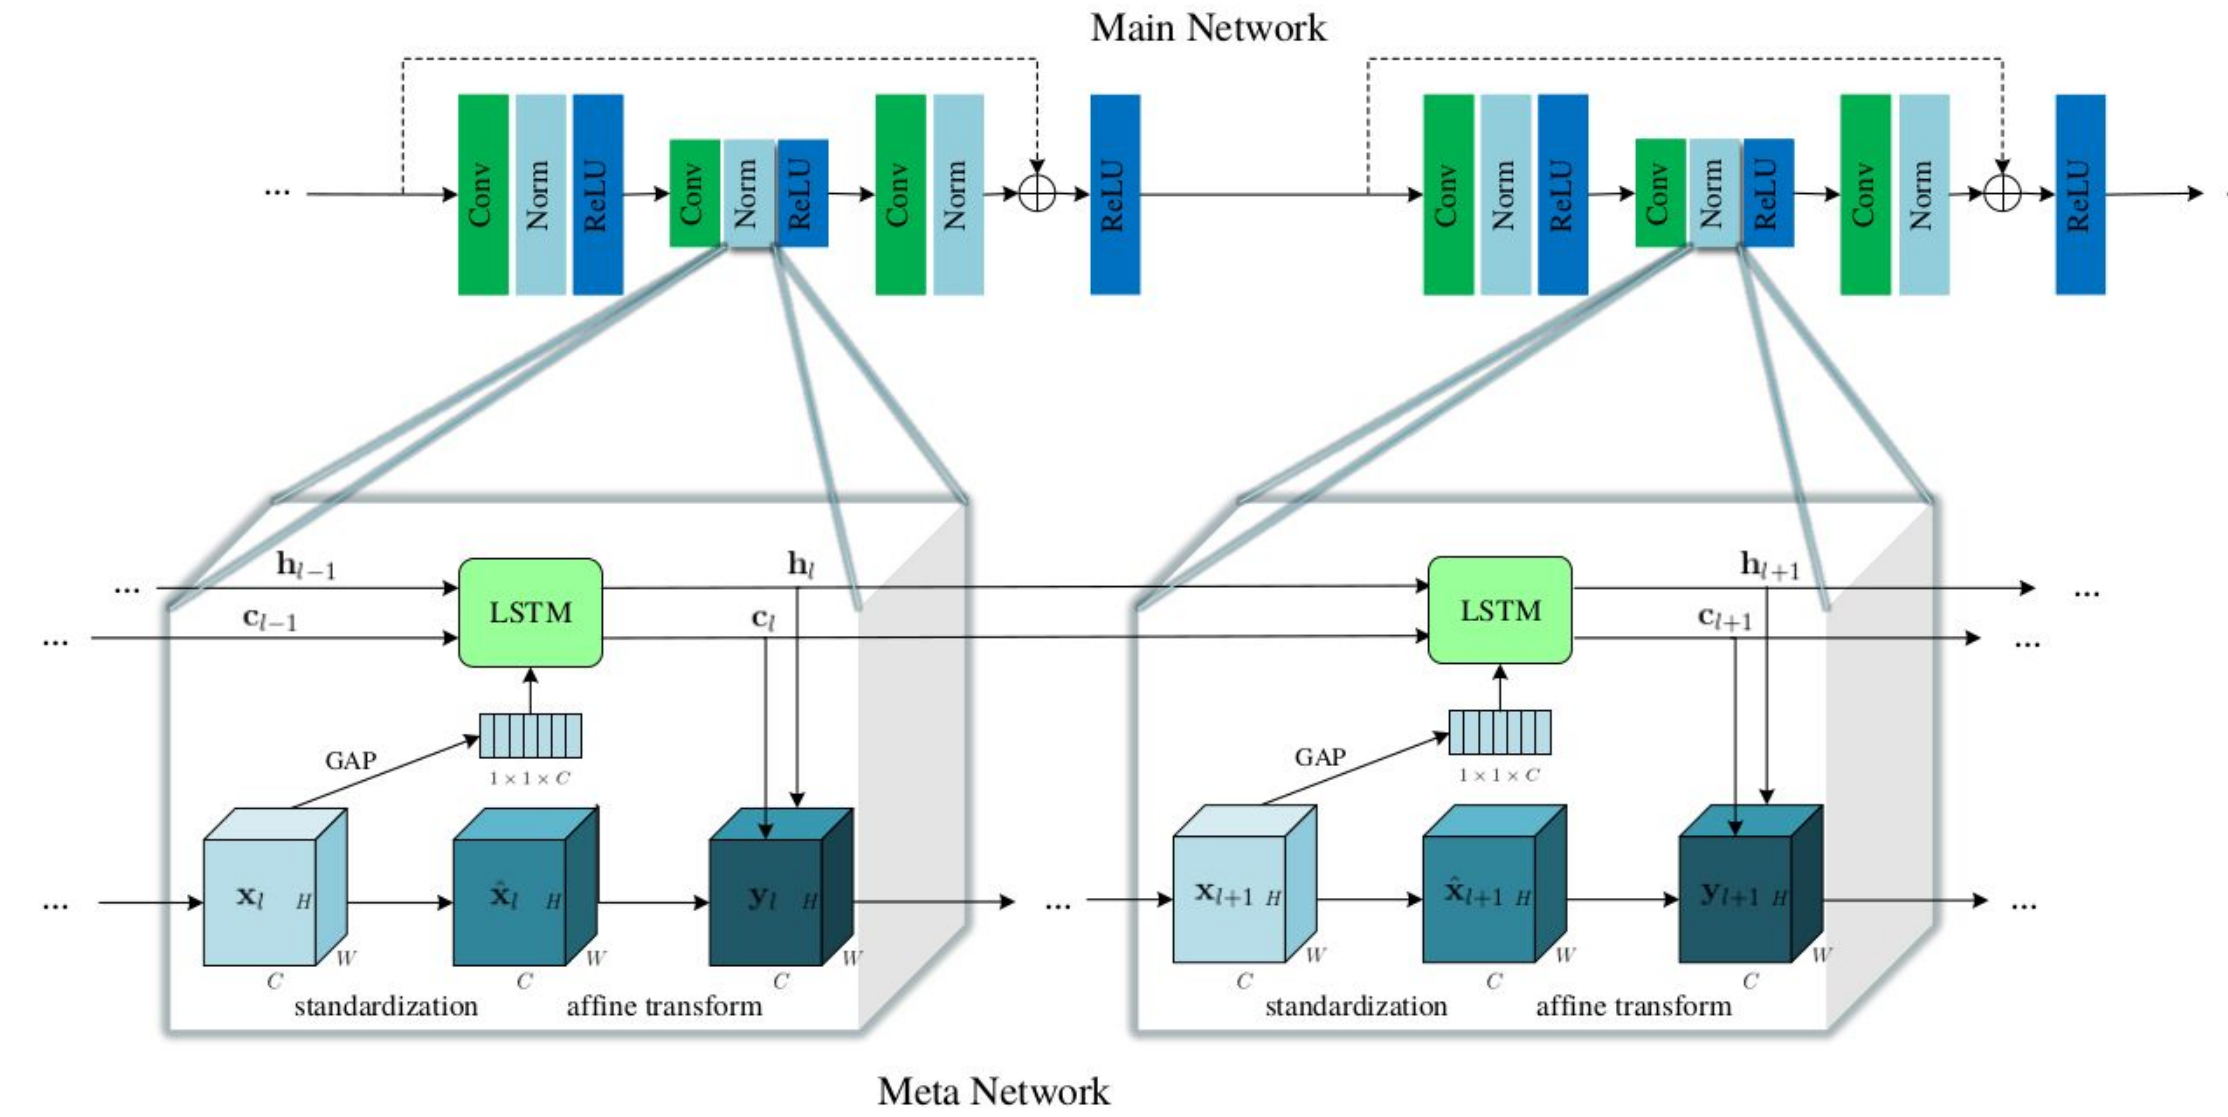 Main Network
...
Conv Norm ReLU Conv Norm ReLU Conv Norm ReLU Conv Norm ReLU Conv Norm ReLU Conv Norm ReLU
... h_{l-1} LSTM h_l LSTM h_{l+1} ...
... c_{l-1} c_l c_{l+1} ...
GAP 1 × 1 × C GAP 1 × 1 × C
... x_l H x̂_l H y_l H ... x_{l+1} H x̂_{l+1} H y_{l+1} H ...
W W W W W W
C C C C C C
standardization affine transform standardization affine transform
Meta Network